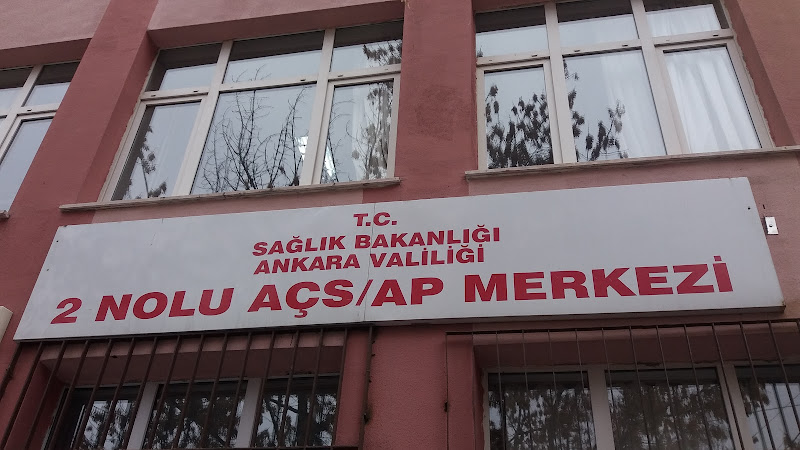 T.C.
SAĞLIK BAKANLIĞI
ANKARA VALİLİĞİ
2 NOLU AÇS/AP MERKEZİ